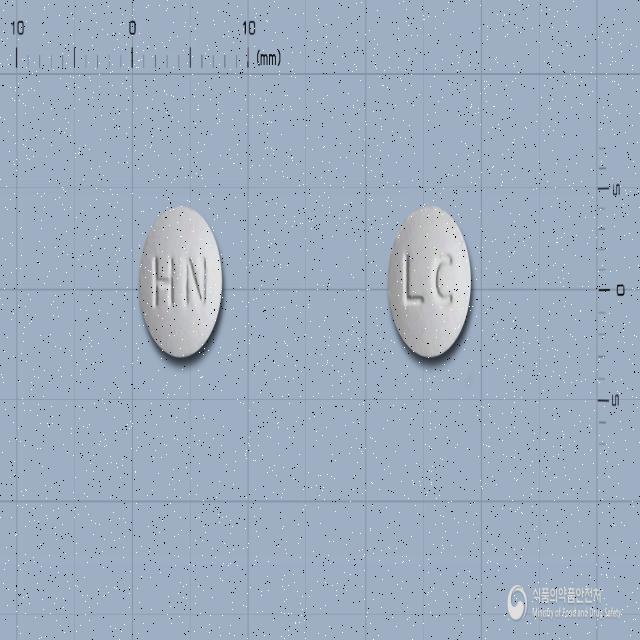 10 0 10 (mm)
5
0
5
HN LC
식품의약품안전처
Ministry of Food and Drug Safety